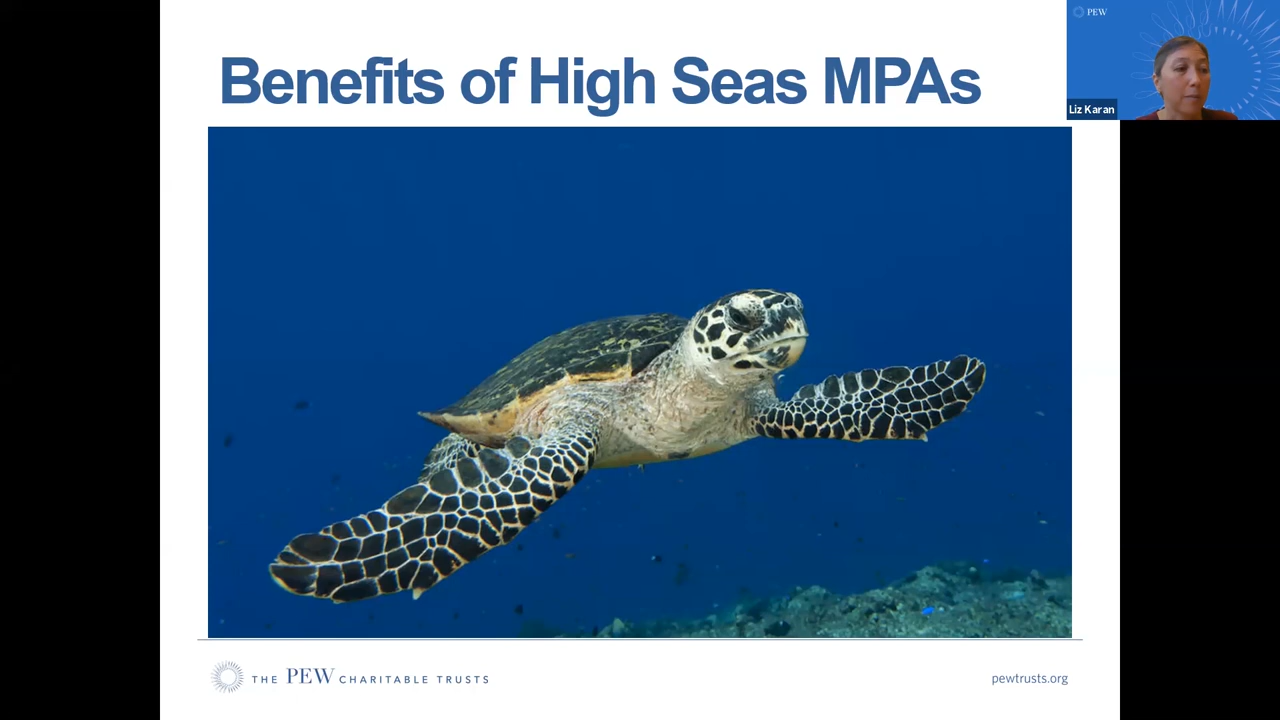 Benefits of High Seas MPAs
PEW
Liz Karan
THE PEW CHARITABLE TRUSTS
pewtrusts.org